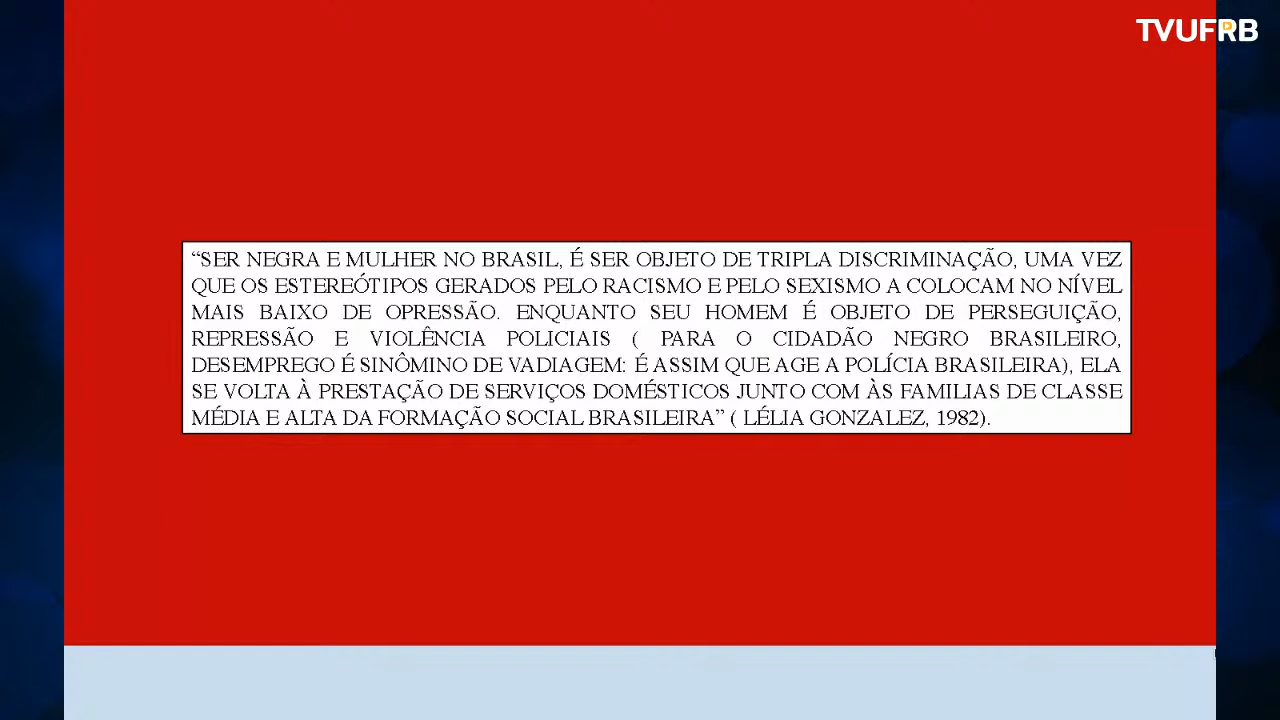 TVUFRB
“SER NEGRA E MULHER NO BRASIL, É SER OBJETO DE TRIPLA DISCRIMINAÇÃO, UMA VEZ
QUE OS ESTEREÓTIPOS GERADOS PELO RACISMO E PELO SEXISMO A COLOCAM NO NÍVEL
MAIS BAIXO DE OPRESSÃO. ENQUANTO SEU HOMEM É OBJETO DE PERSEGUIÇÃO,
REPRESSÃO E VIOLÊNCIA POLICIAIS ( PARA O CIDADÃO NEGRO BRASILEIRO,
DESEMPREGO É SINÔMINO DE VADIAGEM: É ASSIM QUE AGE A POLÍCIA BRASILEIRA), ELA
SE VOLTA À PRESTAÇÃO DE SERVIÇOS DOMÉSTICOS JUNTO COM ÀS FAMILIAS DE CLASSE
MÉDIA E ALTA DA FORMAÇÃO SOCIAL BRASILEIRA” ( LÉLIA GONZALEZ, 1982).